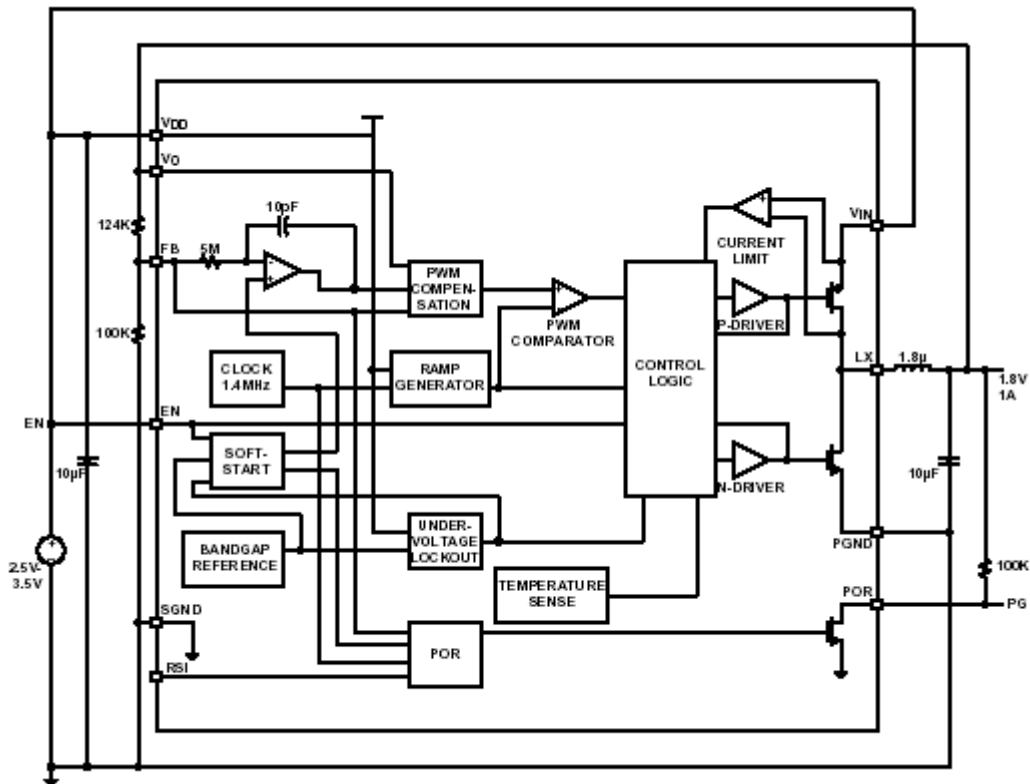 VDD
VO
10pF
124K
FB
5M
VIN
CURRENT
LIMIT
PWM
COMPEN-
SATION
100K
PWM
COMPARATOR
P-DRIVER
CONTROL
LOGIC
CLOCK
1.4MHz
RAMP
GENERATOR
LX
1.8µ
1.8V
1A
EN
EN
SOFT-
START
10µF
10µF
N-DRIVER
UNDER-
VOLTAGE
LOCKOUT
BANDGAP
REFERENCE
PGND
2.5V-
3.5V
100K
TEMPERATURE
SENSE
SGND
POR
PG
POR
RSI